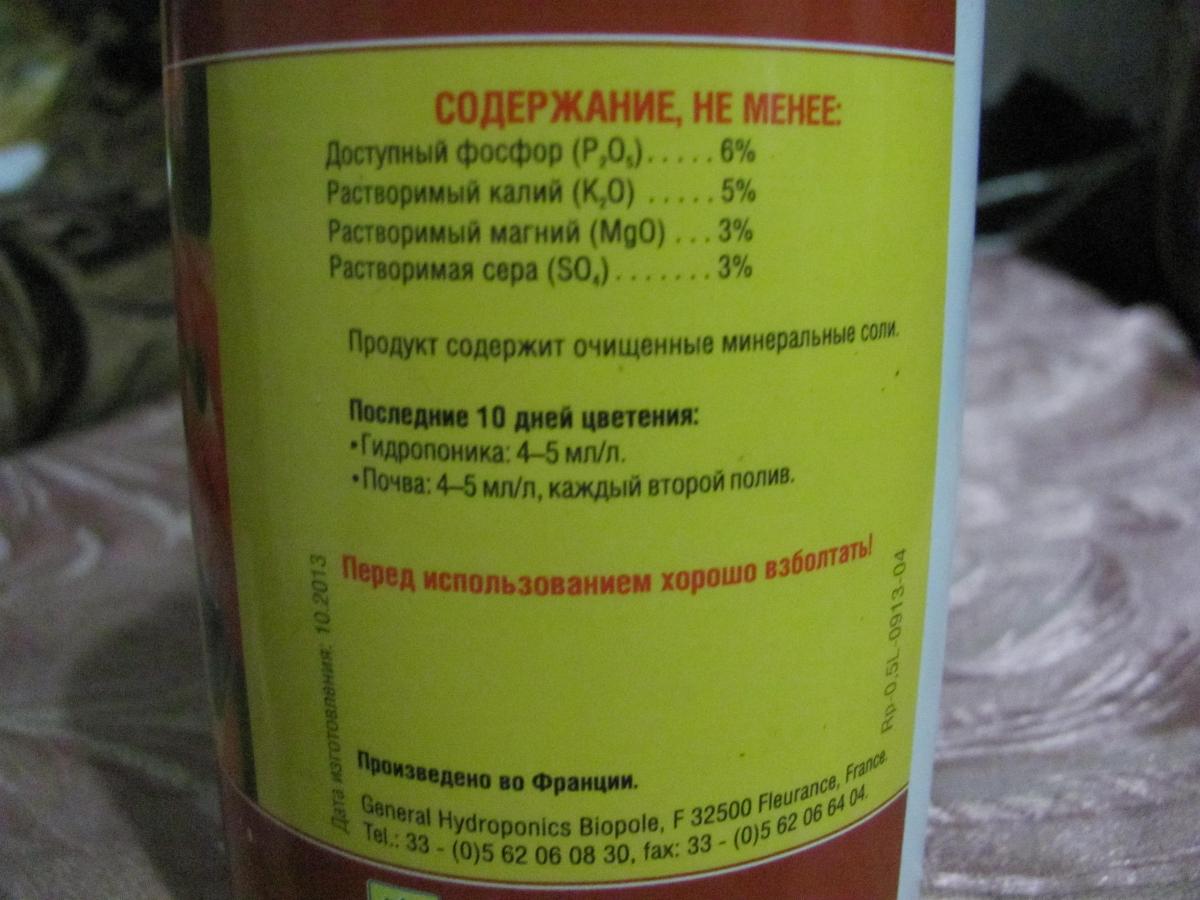 СОДЕРЖАНИЕ, НЕ МЕНЕЕ:
Доступный фосфор (P₂O₅)..... 6%
Растворимый калий (K₂O) ..... 5%
Растворимый магний (MgO) ... 3%
Растворимая сера (SO₄)....... 3%
Продукт содержит очищенные минеральные соли.
Последние 10 дней цветения:
•Гидропоника: 4–5 мл/л.
•Почва: 4–5 мл/л, каждый второй полив.
Перед использованием хорошо взболтать!
Дата изготовления: 10.2013
Rp-0,5L-0913-04
Произведено во Франции.
General Hydroponics Biopole, F 32500 Fleurance, France.
Tel.: 33 - (0)5 62 06 08 30, fax: 33 - (0)5 62 06 64 04.